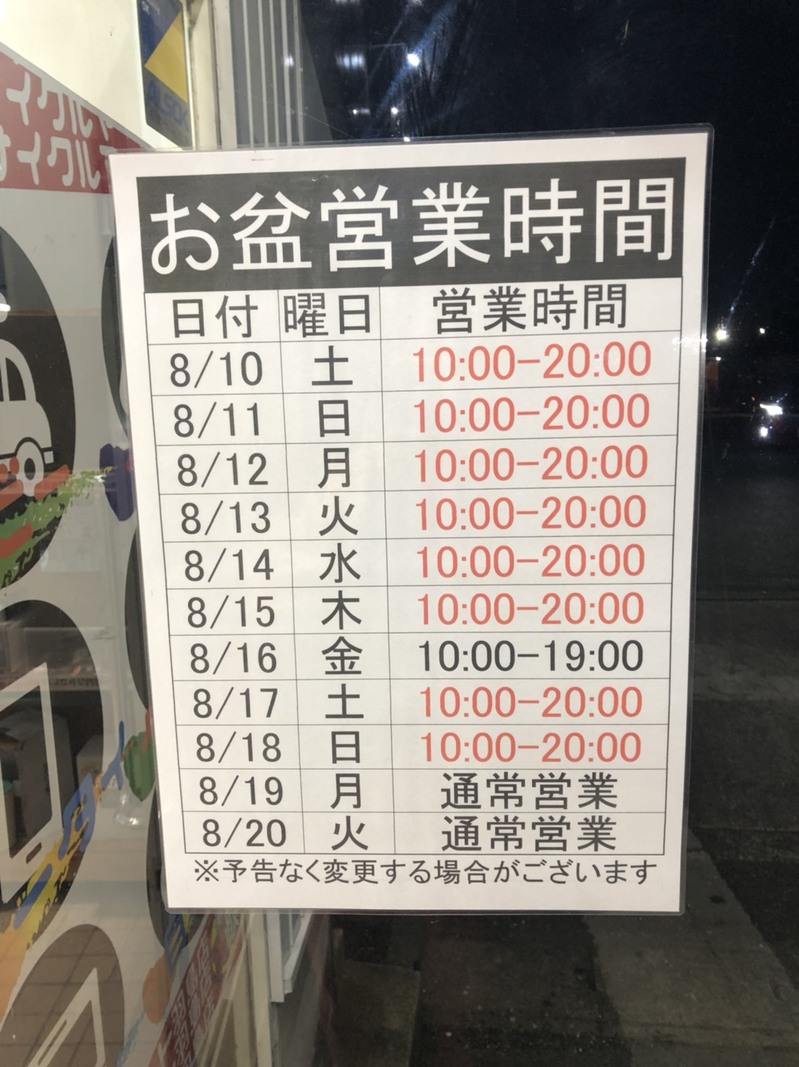 お盆営業時間
日付 曜日 営業時間
8/10 土 10:00-20:00
8/11 日 10:00-20:00
8/12 月 10:00-20:00
8/13 火 10:00-20:00
8/14 水 10:00-20:00
8/15 木 10:00-20:00
8/16 金 10:00-19:00
8/17 土 10:00-20:00
8/18 日 10:00-20:00
8/19 月 通常営業
8/20 火 通常営業
※予告なく変更する場合がございます